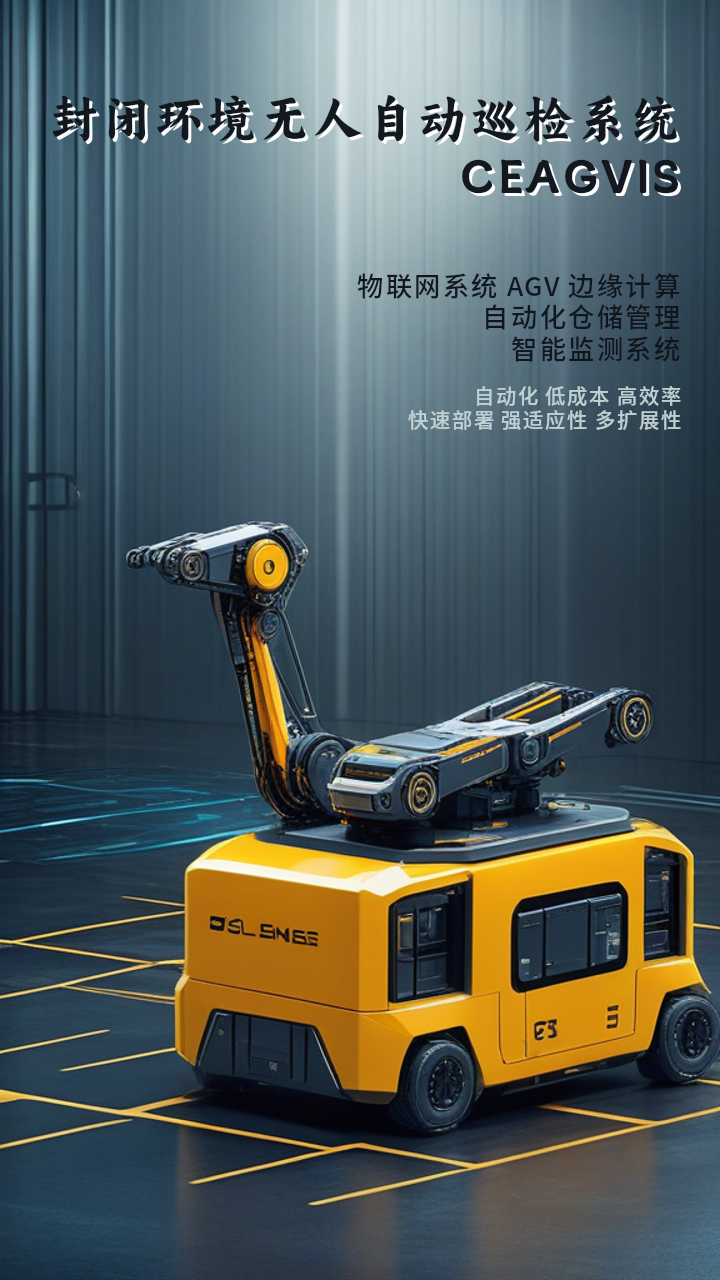 封闭环境无人自动巡检系统
CEAGVIS
物联网系统 AGV 边缘计算
自动化仓储管理
智能监测系统
自动化 低成本 高效率
快速部署 强适应性 多扩展性